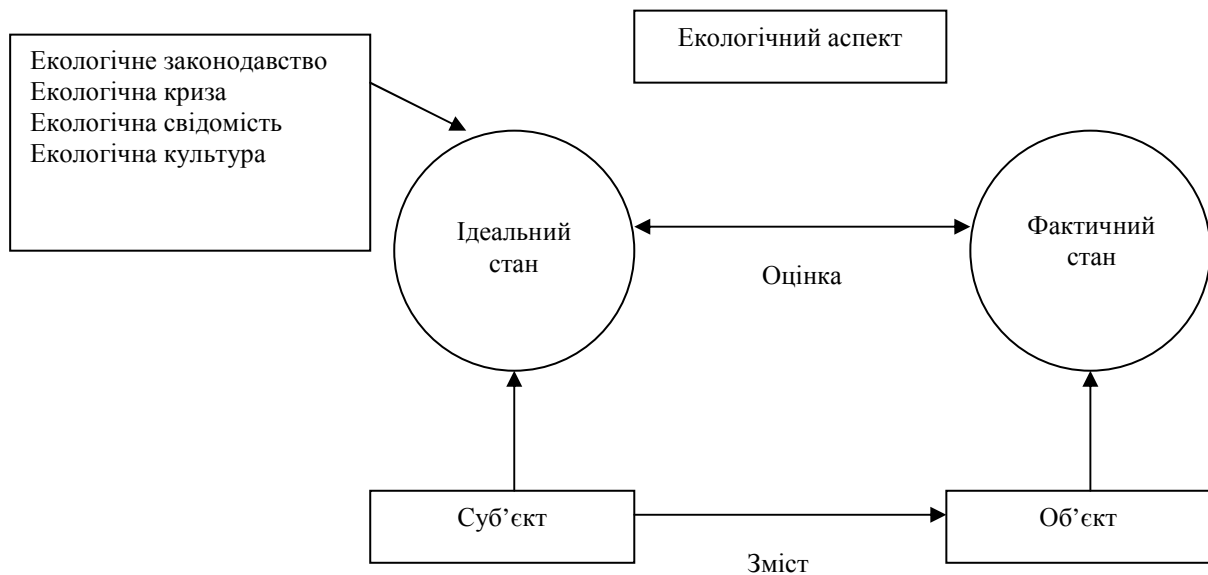 Екологічний аспект
Екологічне законодавство
Екологічна криза
Екологічна свідомість
Екологічна культура
Ідеальний
стан
Фактичний
стан
Оцінка
Суб’єкт
Об’єкт
Зміст